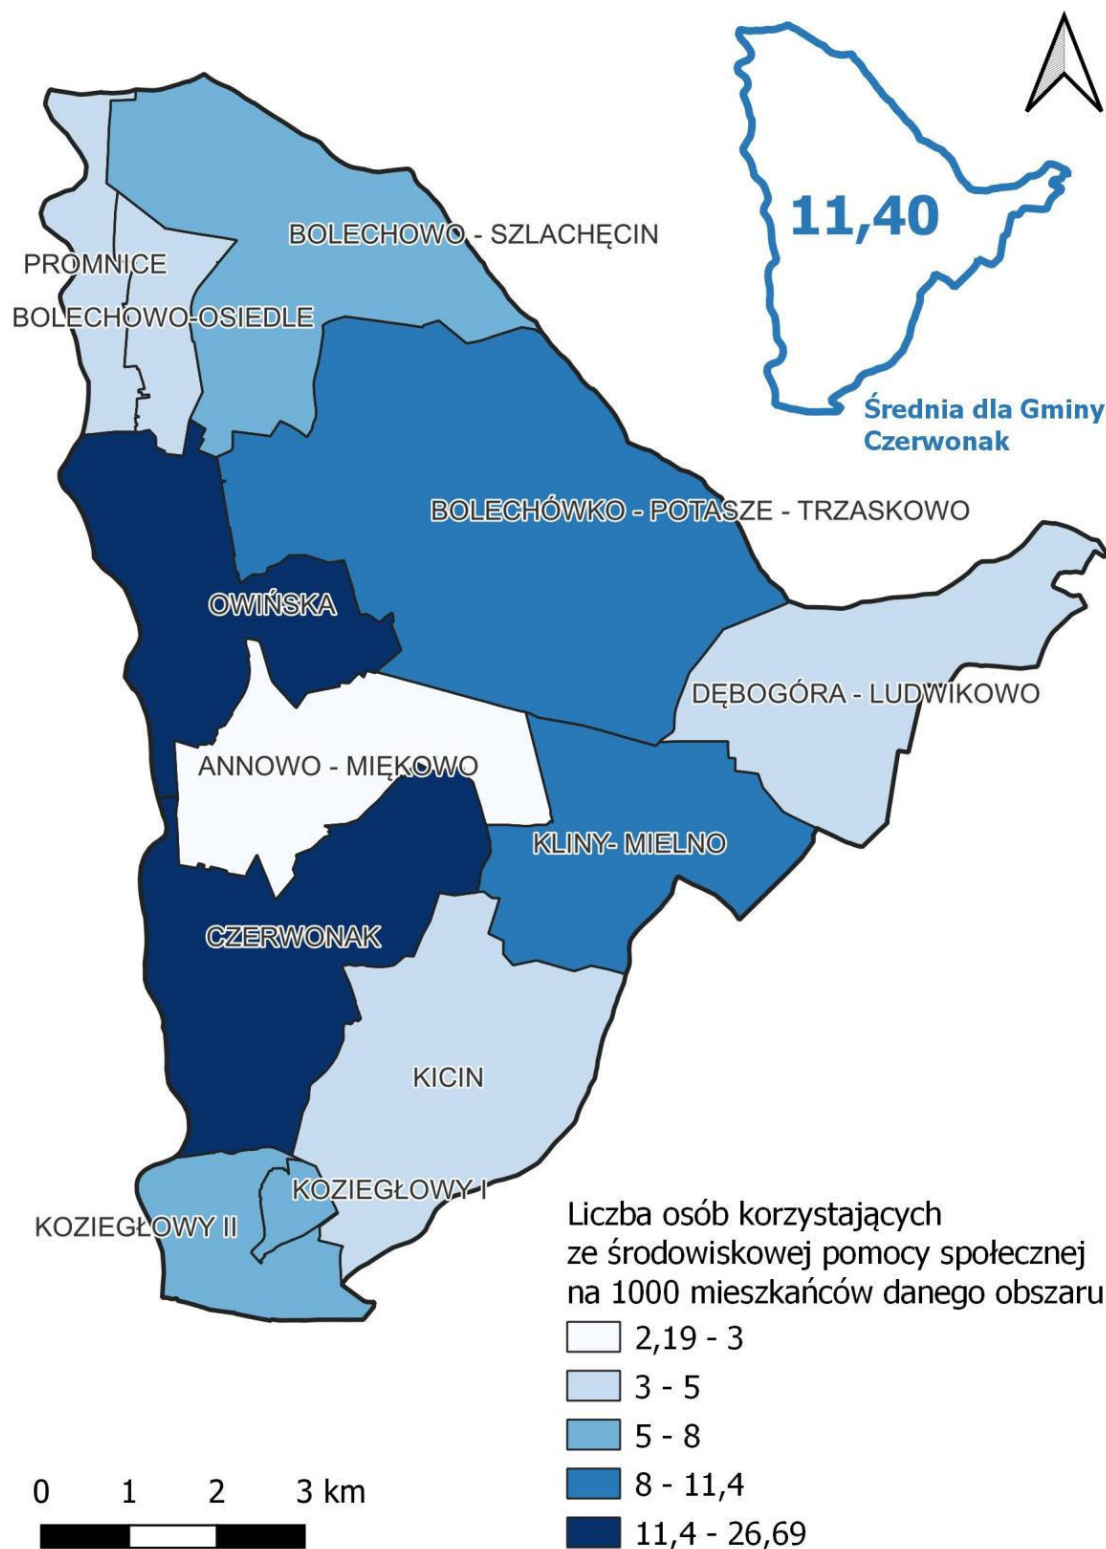 11,40
Średnia dla Gminy
Czerwonak
BOLECHOWO - SZLACHĘCIN
PROMNICE
BOLECHOWO-OSIEDLE
BOLECHÓWKO - POTASZE - TRZASKOWO
OWIŃSKA
DĘBOGÓRA - LUDWIKOWO
ANNOWO - MIĘKOWO
KLINY- MIELNO
CZERWONAK
KICIN
KOZIEGŁOWY I
KOZIEGŁOWY II
Liczba osób korzystających
ze środowiskowej pomocy społecznej
na 1000 mieszkańców danego obszaru
2,19 - 3
3 - 5
5 - 8
8 - 11,4
11,4 - 26,69
0 1 2 3 km